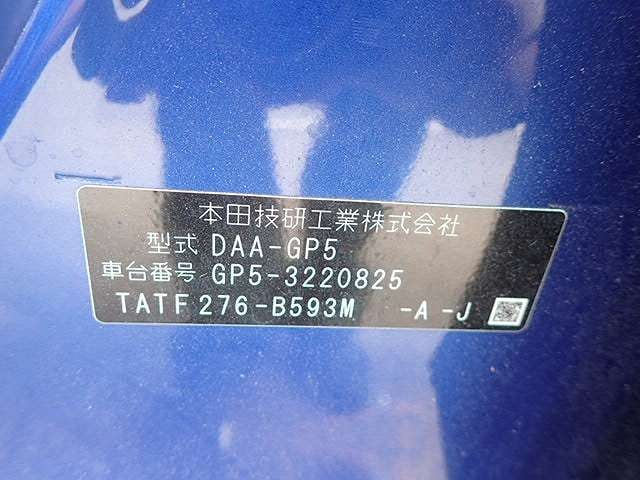 本田技研工業株式会社
型式 DAA-GP5
車台番号 GP5-3220825
TATF276-B593M -A -J